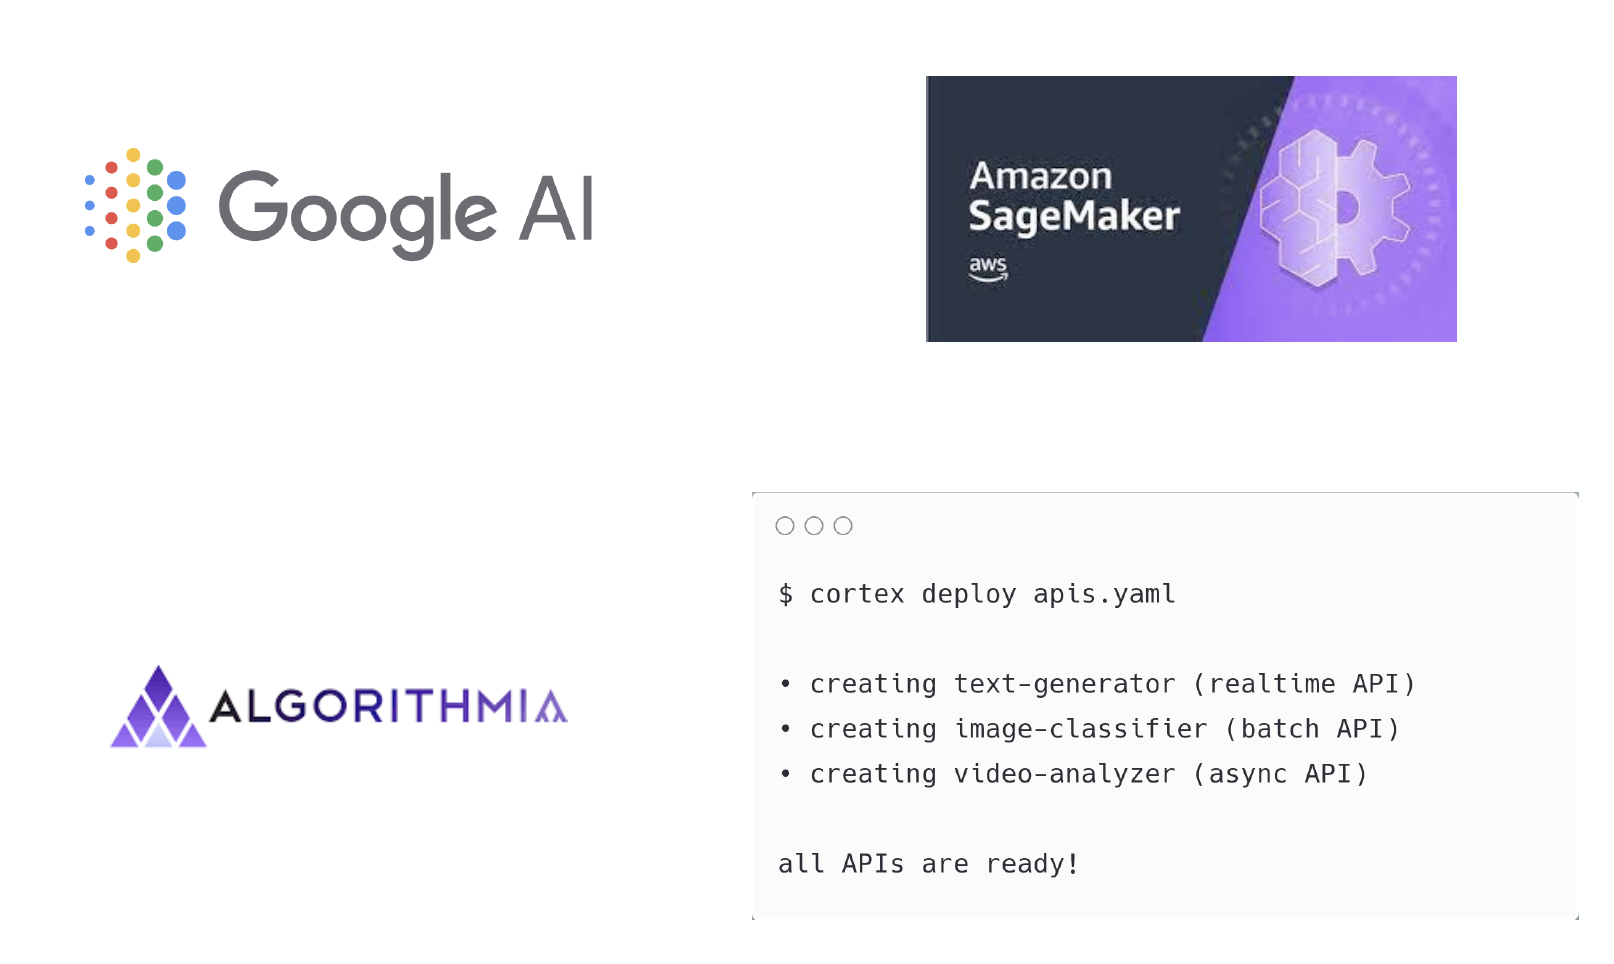 Google AI
Amazon
SageMaker
aws
ALGORITHMIA
$ cortex deploy apis.yaml
• creating text-generator (realtime API)
• creating image-classifier (batch API)
• creating video-analyzer (async API)
all APIs are ready!